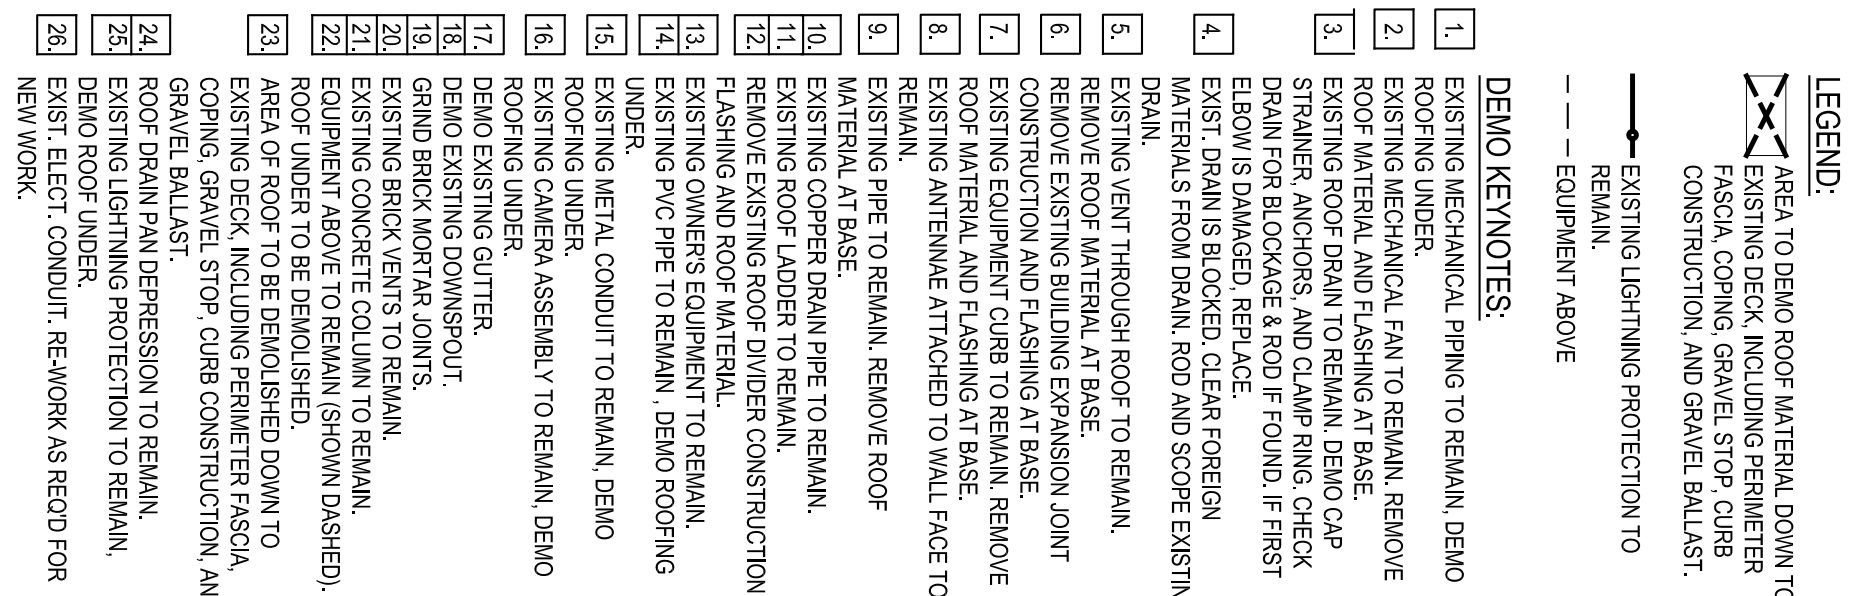 LEGEND:
AREA TO DEMO ROOF MATERIAL DOWN TO
EXISTING DECK, INCLUDING PERIMETER
FASCIA, COPING, GRAVEL STOP, CURB
CONSTRUCTION, AND GRAVEL BALLAST.
EXISTING LIGHTNING PROTECTION TO
REMAIN.
EQUIPMENT ABOVE
DEMO KEYNOTES:
1. EXISTING MECHANICAL PIPING TO REMAIN, DEMO
ROOFING UNDER.
2. EXISTING MECHANICAL FAN TO REMAIN. REMOVE
ROOF MATERIAL AND FLASHING AT BASE.
3. EXISTING ROOF DRAIN TO REMAIN. DEMO CAP
STRAINER, ANCHORS, AND CLAMP RING. CHECK
DRAIN FOR BLOCKAGE & ROD IF FOUND. IF FIRST
ELBOW IS DAMAGED, REPLACE.
4. EXIST. DRAIN IS BLOCKED. CLEAR FOREIGN
MATERIALS FROM DRAIN. ROD AND SCOPE EXISTIN
DRAIN.
5. EXISTING VENT THROUGH ROOF TO REMAIN.
REMOVE ROOF MATERIAL AT BASE.
6. REMOVE EXISTING BUILDING EXPANSION JOINT
CONSTRUCTION AND FLASHING AT BASE.
7. EXISTING EQUIPMENT CURB TO REMAIN. REMOVE
ROOF MATERIAL AND FLASHING AT BASE.
8. EXISTING ANTENNAE ATTACHED TO WALL FACE TO
REMAIN.
9. EXISTING PIPE TO REMAIN. REMOVE ROOF
MATERIAL AT BASE.
10. EXISTING COPPER DRAIN PIPE TO REMAIN.
11. EXISTING ROOF LADDER TO REMAIN.
12. REMOVE EXISTING ROOF DIVIDER CONSTRUCTION
FLASHING AND ROOF MATERIAL.
13. EXISTING OWNER'S EQUIPMENT TO REMAIN.
14. EXISTING PVC PIPE TO REMAIN , DEMO ROOFING
UNDER.
15. EXISTING METAL CONDUIT TO REMAIN, DEMO
ROOFING UNDER.
16. EXISTING CAMERA ASSEMBLY TO REMAIN, DEMO
ROOFING UNDER.
17. DEMO EXISTING GUTTER.
18. DEMO EXISTING DOWNSPOUT.
19. GRIND BRICK MORTAR JOINTS.
20. EXISTING BRICK VENTS TO REMAIN.
21. EXISTING CONCRETE COLUMN TO REMAIN.
22. EQUIPMENT ABOVE TO REMAIN (SHOWN DASHED).
ROOF UNDER TO BE DEMOLISHED.
23. AREA OF ROOF TO BE DEMOLISHED DOWN TO
EXISTING DECK, INCLUDING PERIMETER FASCIA,
COPING, GRAVEL STOP, CURB CONSTRUCTION, AN
GRAVEL BALLAST.
24. ROOF DRAIN PAN DEPRESSION TO REMAIN.
25. EXISTING LIGHTNING PROTECTION TO REMAIN,
DEMO ROOF UNDER.
26. EXIST. ELECT. CONDUIT. RE-WORK AS REQ'D FOR
NEW WORK.